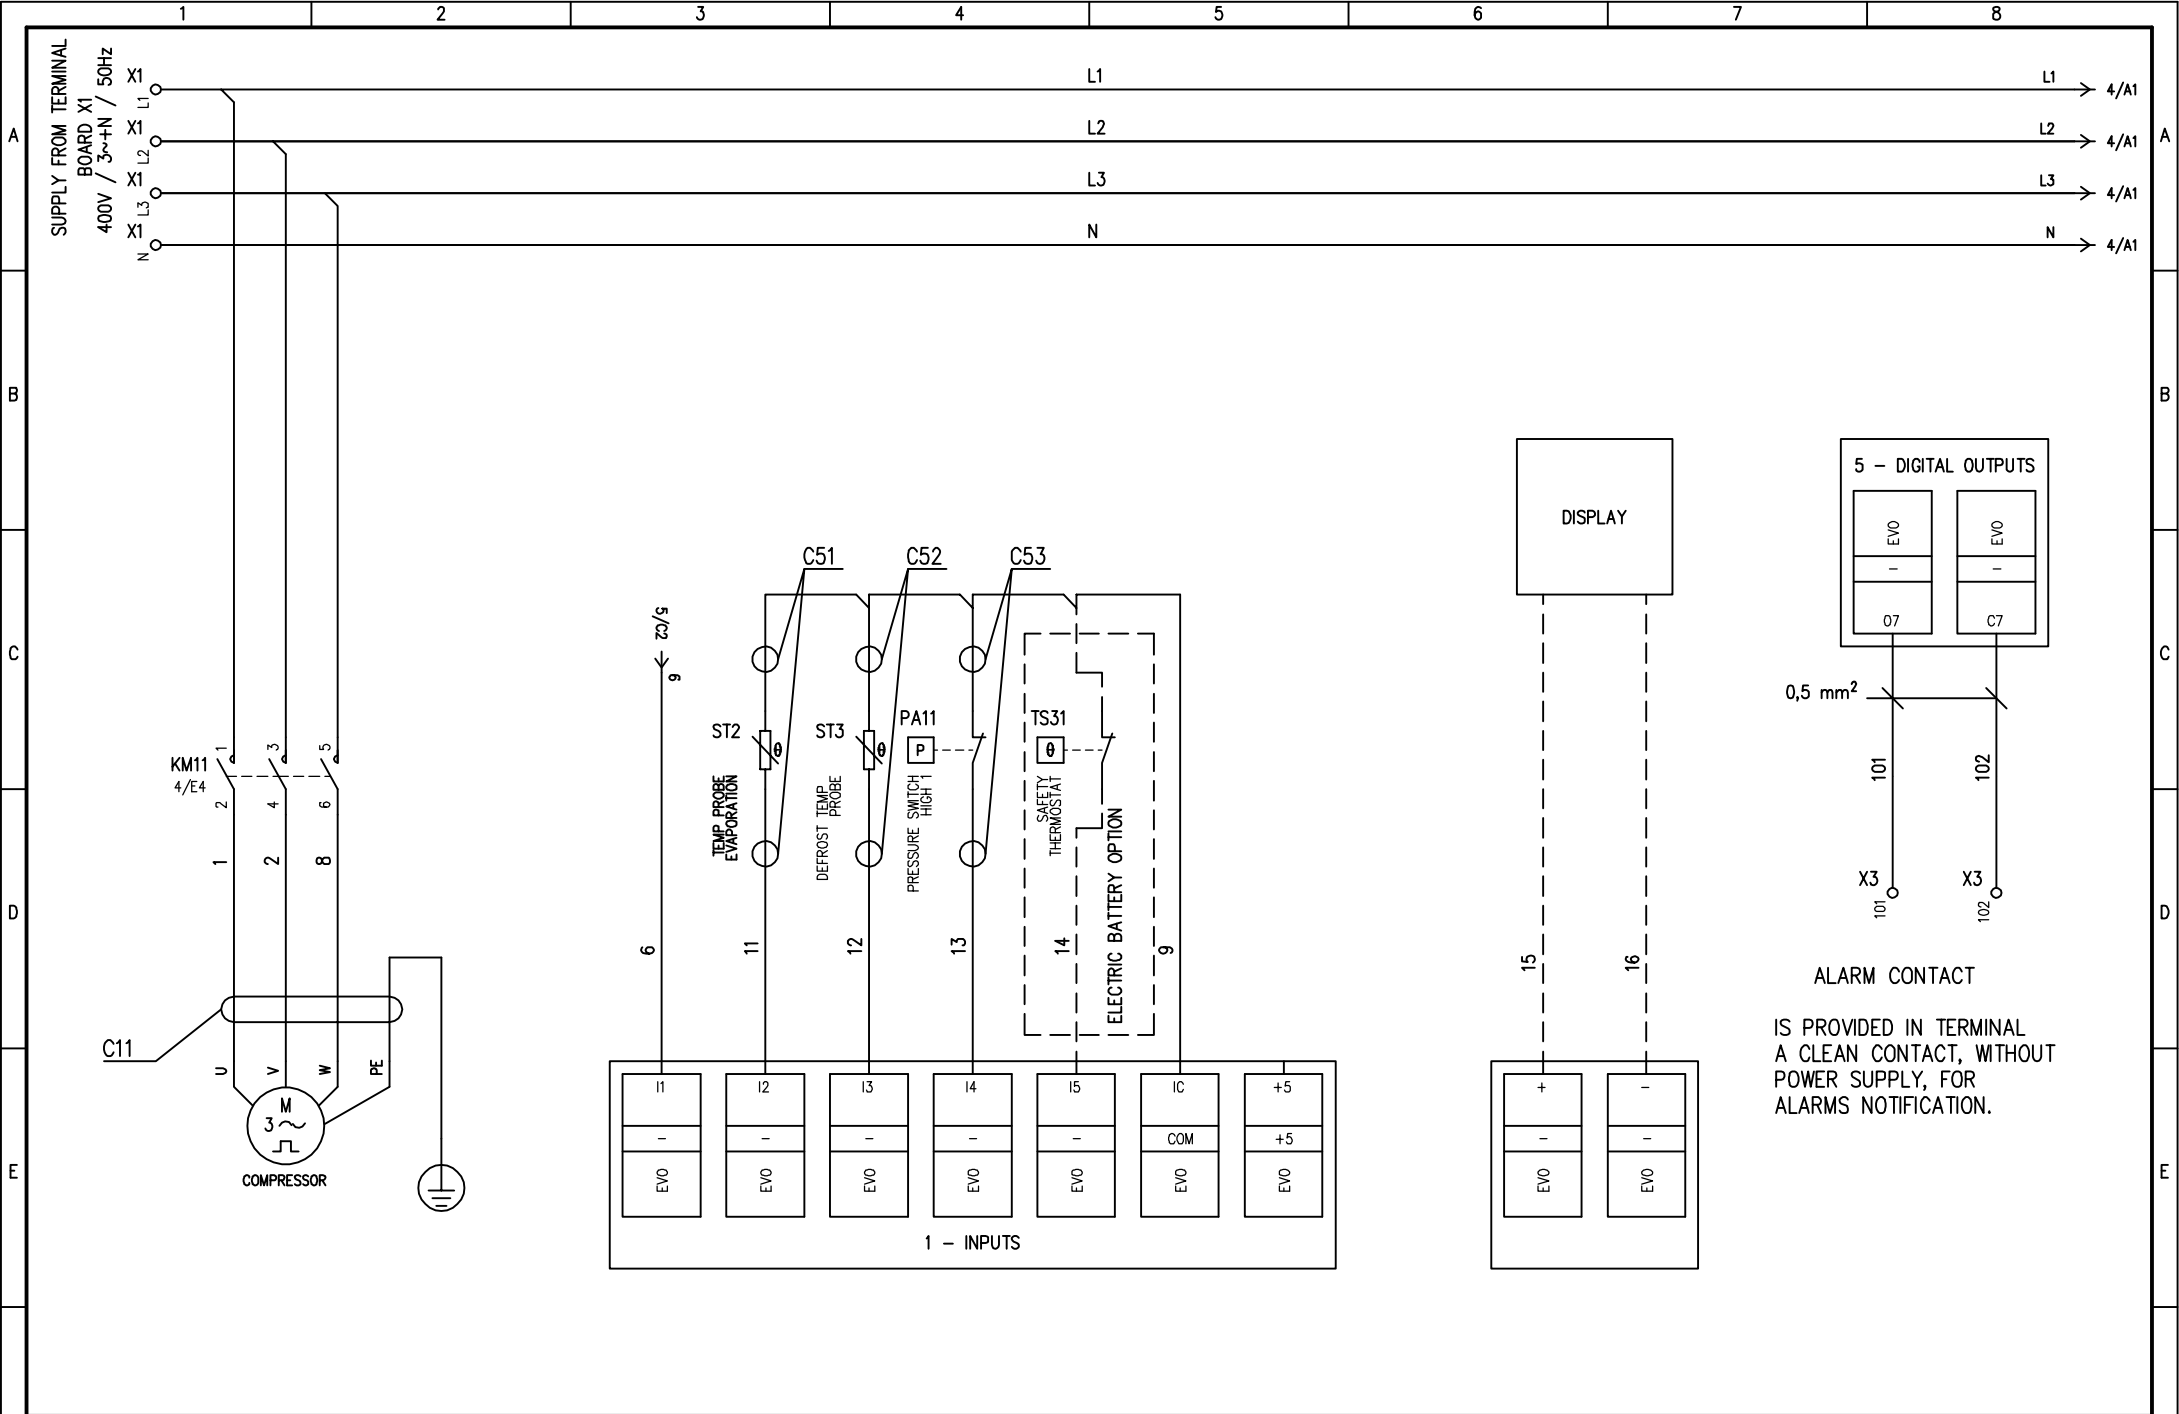 1 2 3 4 5 6 7 8
A
B
C
D
E
SUPPLY FROM TERMINAL
BOARD X1
400V / 3~+N / 50Hz
X1 L1
X1 L2
X1 L3
X1 N
L1
L2
L3
N
L1 4/A1
L2 4/A1
L3 4/A1
N 4/A1
A
B
C
D
E
KM11
4/E4
1 3 5
2 4 6
1 2 8
C11
U V W PE
M
3~
COMPRESSOR
5/C2
6
C51
C52
C53
ST2
θ
TEMP PROBE
EVAPORATION
ST3
θ
DEFROST TEMP
PROBE
PA11
P
PRESSURE SWITCH
HIGH 1
TS31
θ
SAFETY
THERMOSTAT
ELECTRIC BATTERY OPTION
6 11 12 13 14 9
I1 I2 I3 I4 I5 IC +5
- - - - - COM +5
EVO EVO EVO EVO EVO EVO EVO
1 - INPUTS
DISPLAY
15 16
+ -
- -
EVO EVO
5 - DIGITAL OUTPUTS
EVO EVO
- -
O7 C7
0,5 mm²
101 102
X3 X3
101 102
ALARM CONTACT
IS PROVIDED IN TERMINAL
A CLEAN CONTACT, WITHOUT
POWER SUPPLY, FOR
ALARMS NOTIFICATION.